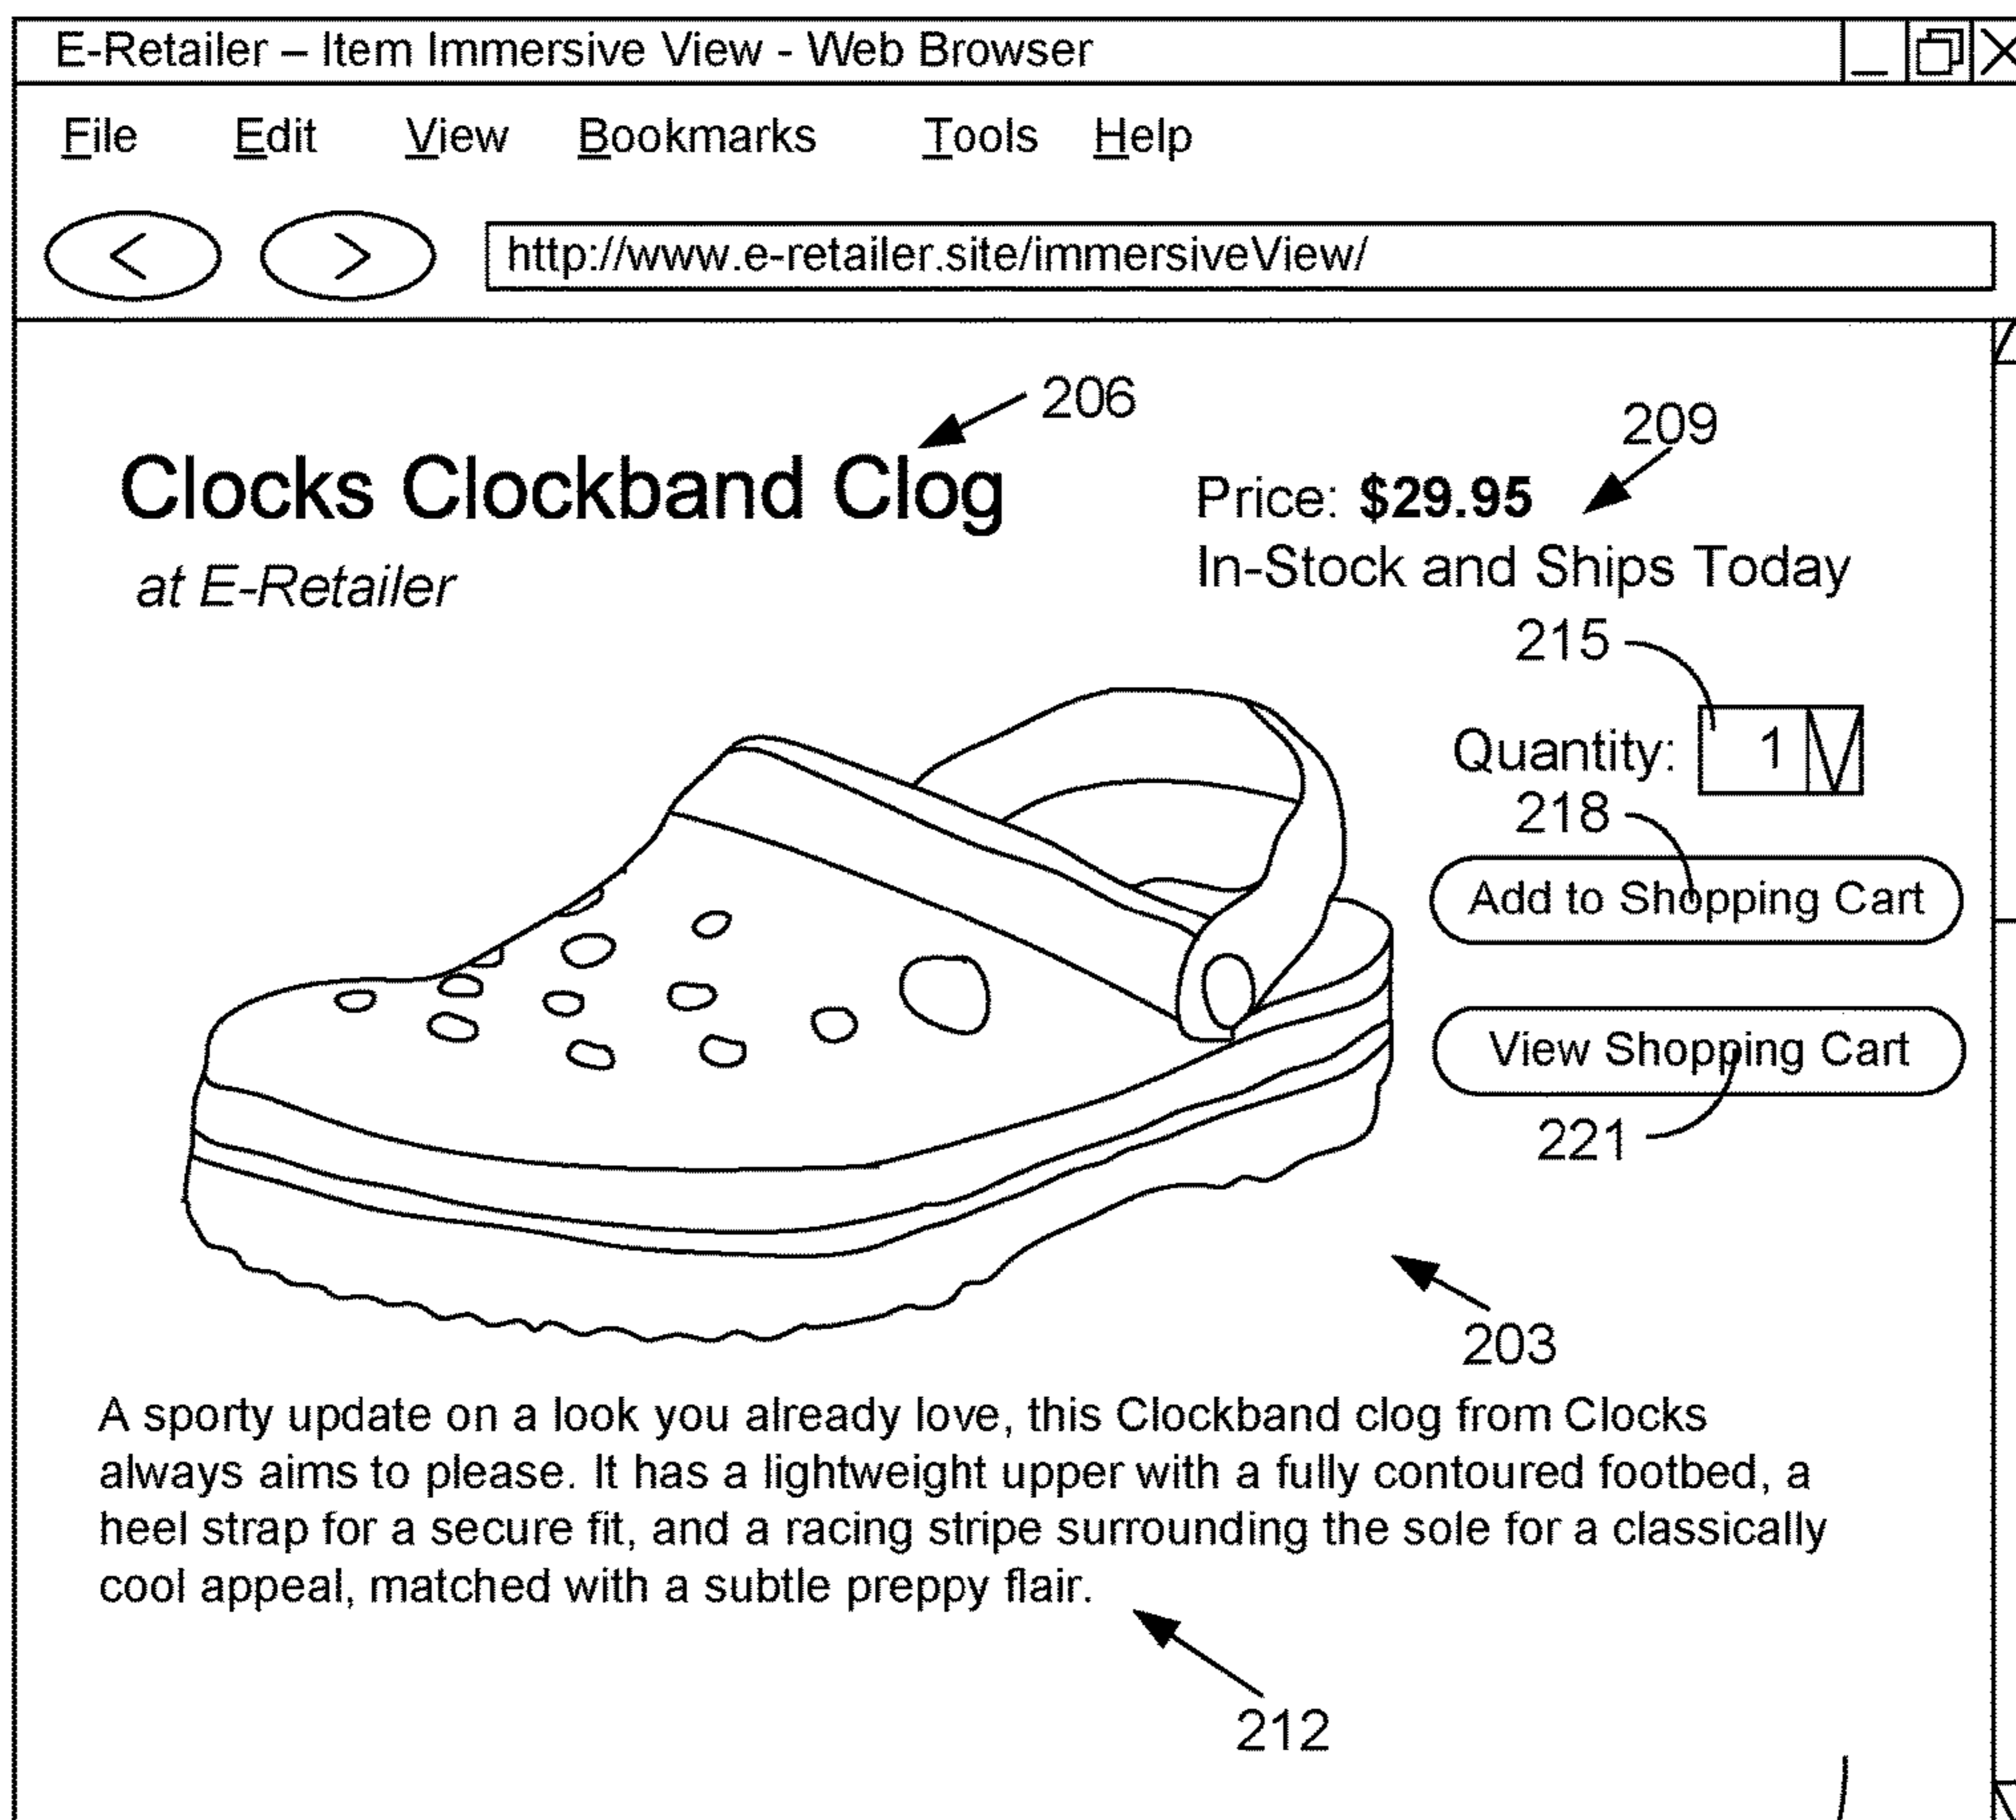 E-Retailer – Item Immersive View - Web Browser
File Edit View Bookmarks Tools Help
< > http://www.e-retailer.site/immersiveView/
206
209
Clocks Clockband Clog
Price: $29.95
at E-Retailer
In-Stock and Ships Today
215
Quantity: 1
218
Add to Shopping Cart
View Shopping Cart
221
203
A sporty update on a look you already love, this Clockband clog from Clocks
always aims to please. It has a lightweight upper with a fully contoured footbed, a
heel strap for a secure fit, and a racing stripe surrounding the sole for a classically
cool appeal, matched with a subtle preppy flair.
212